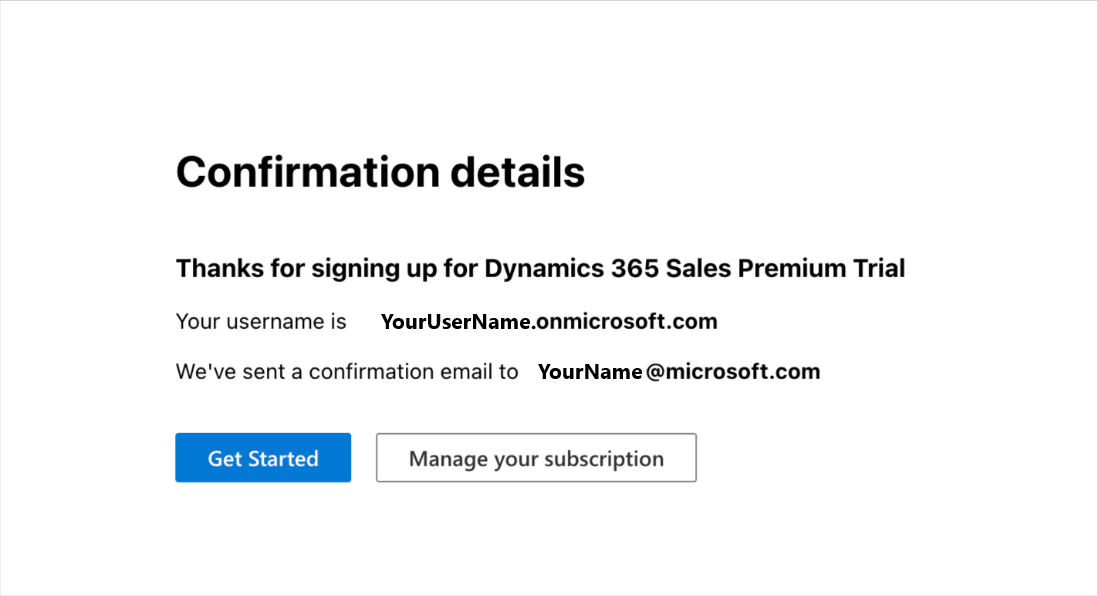 Confirmation details
Thanks for signing up for Dynamics 365 Sales Premium Trial
Your username is YourUserName.onmicrosoft.com
We've sent a confirmation email to YourName@microsoft.com
Get Started Manage your subscription